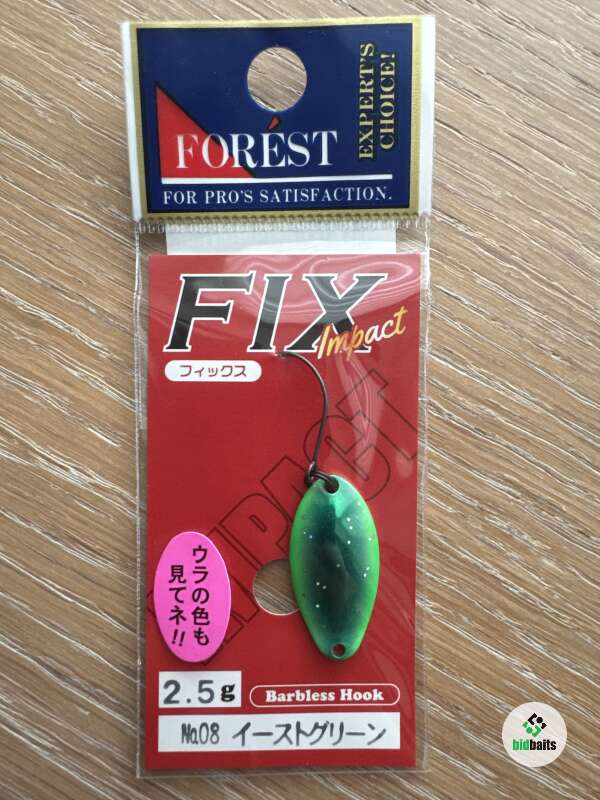 FORÉST
EXPERT'S
CHOICE!
FOR PRO'S SATISFACTION.
FIX
Impact
フィックス
IMPACT
ウラの色も
見てネ!!
2.5g
Barbless Hook
No.08 イーストグリーン
bidbaits